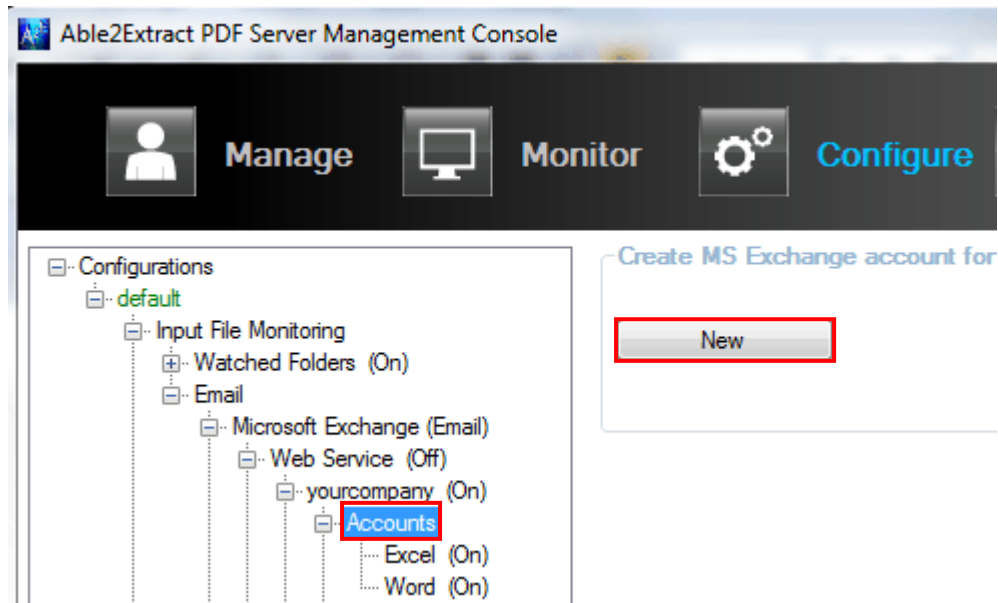 Able2Extract PDF Server Management Console
Manage Monitor Configure
Configurations
default
Input File Monitoring
Watched Folders (On)
Email
Microsoft Exchange (Email)
Web Service (Off)
yourcompany (On)
Accounts
Excel (On)
Word (On)
Create MS Exchange account for
New